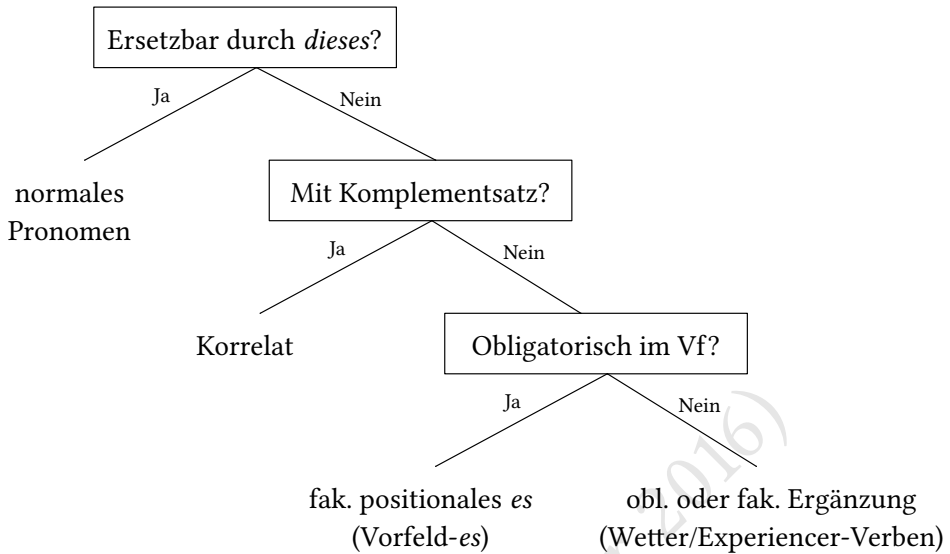 Ersetzbar durch dieses?
Ja
Nein
normales
Pronomen
Mit Komplementsatz?
Ja
Nein
Korrelat
Obligatorisch im Vf?
Ja
Nein
fak. positionales es
(Vorfeld-es)
obl. oder fak. Ergänzung
(Wetter/Experiencer-Verben)
2016)